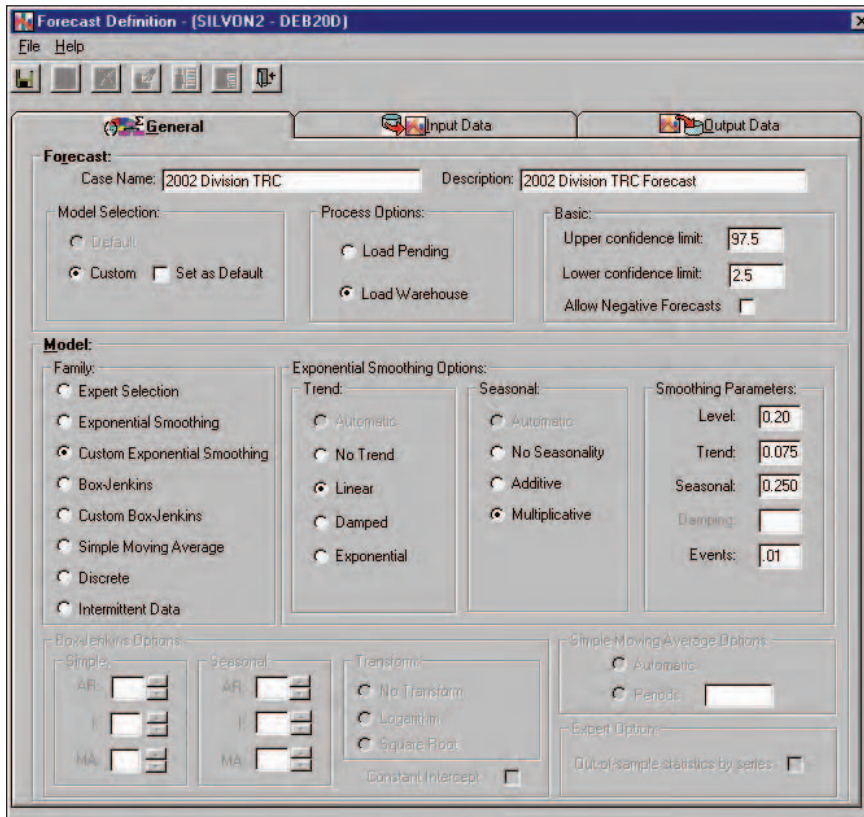 Forecast Definition - (SILVON2 - DEB20D)
File Help
General
Input Data
Output Data
Forecast:
Case Name: 2002 Division TRC
Description: 2002 Division TRC Forecast
Model Selection:
Default
Custom
Set as Default
Process Options:
Load Pending
Load Warehouse
Basic:
Upper confidence limit: 97.5
Lower confidence limit: 2.5
Allow Negative Forecasts
Model:
Family:
Expert Selection
Exponential Smoothing
Custom Exponential Smoothing
Box-Jenkins
Custom Box-Jenkins
Simple Moving Average
Discrete
Intermittent Data
Exponential Smoothing Options:
Trend:
Automatic
No Trend
Linear
Damped
Exponential
Seasonal:
Automatic
No Seasonality
Additive
Multiplicative
Smoothing Parameters:
Level: 0.20
Trend: 0.075
Seasonal: 0.250
Damping:
Events: .01
Box-Jenkins Options:
Simple:
AR:
I:
MA:
Seasonal:
AR:
I:
MA:
Transform:
No Transform
Logarithm
Square Root
Constant Intercept
Simple Moving Average Options:
Automatic
Periods
Expert Option:
Out-of-sample statistics by series